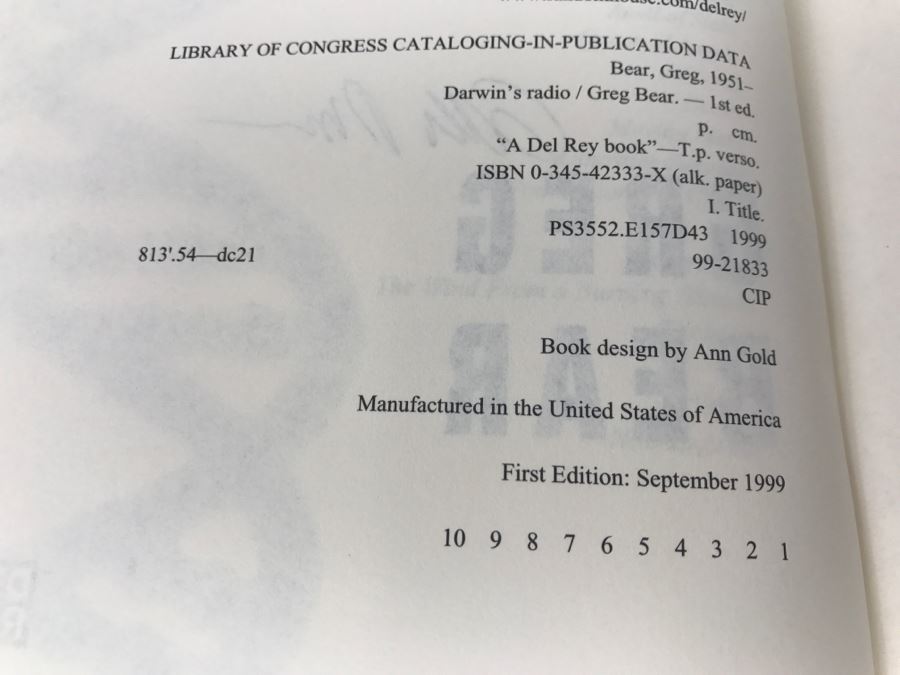 /delrey/
LIBRARY OF CONGRESS CATALOGING-IN-PUBLICATION DATA
Bear, Greg, 1951–
Darwin’s radio / Greg Bear. — 1st ed.
p. cm.
“A Del Rey book”—T.p. verso.
ISBN 0-345-42333-X (alk. paper)
I. Title.
PS3552.E157D43 1999
813'.54—dc21
99-21833
CIP
Book design by Ann Gold
Manufactured in the United States of America
First Edition: September 1999
10 9 8 7 6 5 4 3 2 1